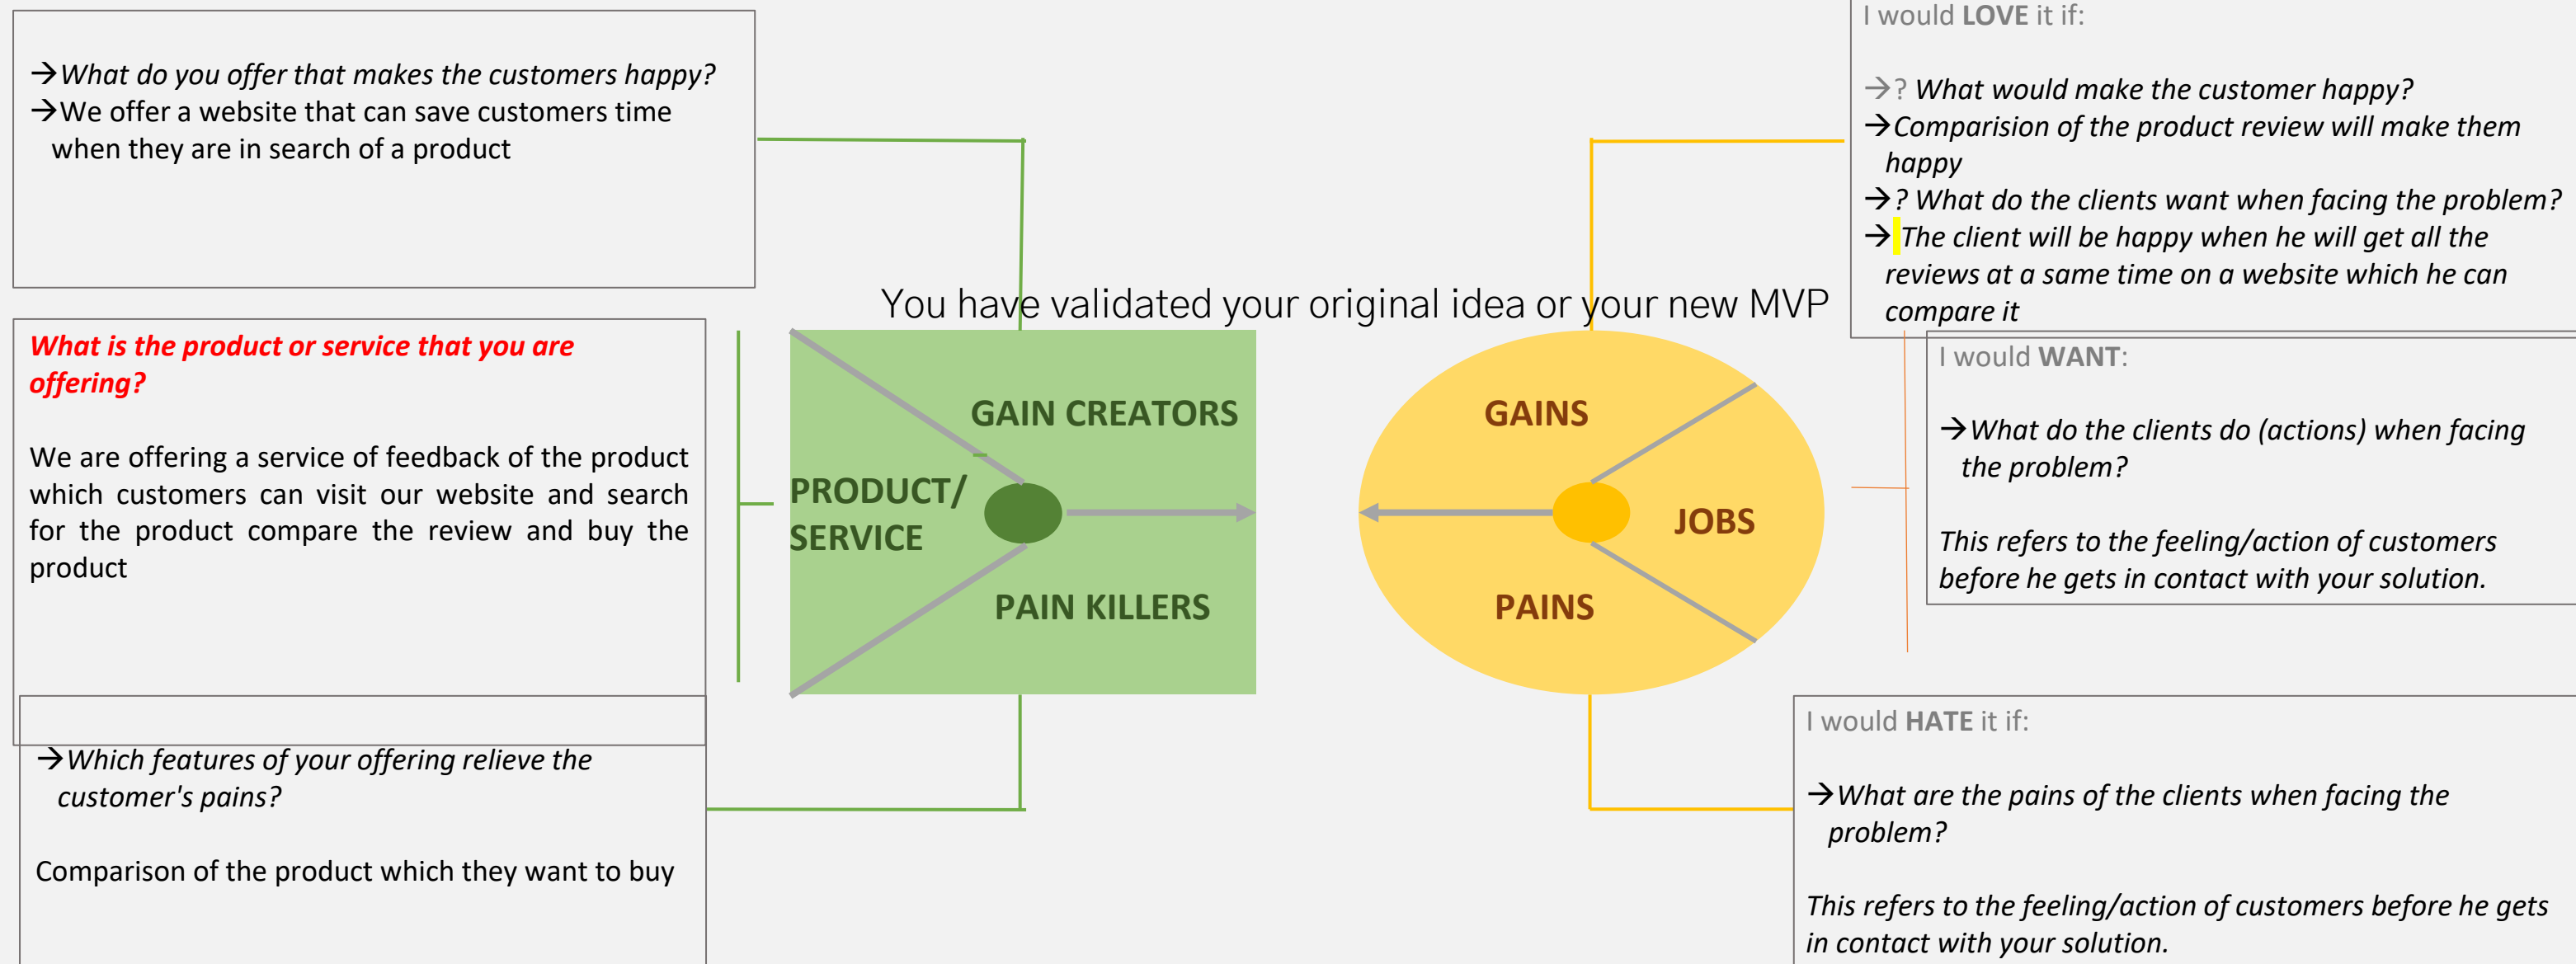 →What do you offer that makes the customers happy?
→We offer a website that can save customers time
when they are in search of a product
You have validated your original idea or your new MVP
What is the product or service that you are
offering?
We are offering a service of feedback of the product
which customers can visit our website and search
for the product compare the review and buy the
product
→Which features of your offering relieve the
customer's pains?
Comparison of the product which they want to buy
GAIN CREATORS
PRODUCT/
SERVICE
PAIN KILLERS
GAINS
JOBS
PAINS
I would LOVE it if:
→? What would make the customer happy?
→Comparision of the product review will make them
happy
→? What do the clients want when facing the problem?
→The client will be happy when he will get all the
reviews at a same time on a website which he can
compare it
I would WANT:
→What do the clients do (actions) when facing
the problem?
This refers to the feeling/action of customers
before he gets in contact with your solution.
I would HATE it if:
→What are the pains of the clients when facing the
problem?
This refers to the feeling/action of customers before he gets
in contact with your solution.